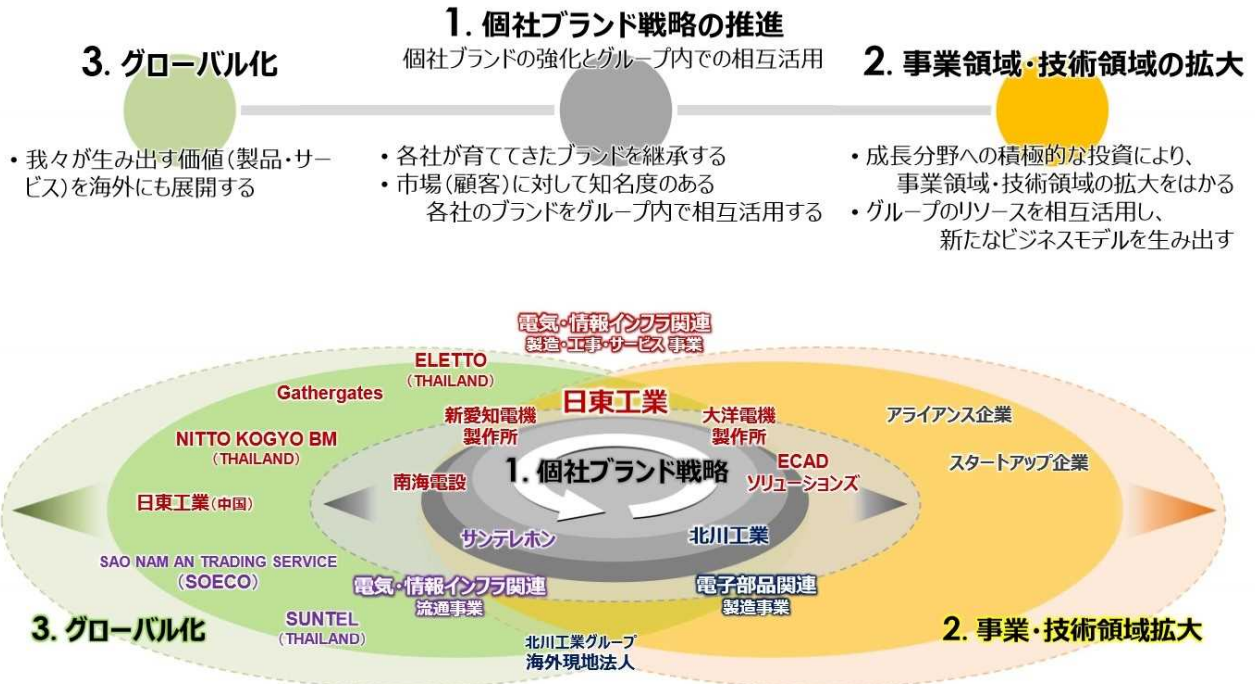 1. 個社ブランド戦略の推進
個社ブランドの強化とグループ内での相互活用
3. グローバル化
2. 事業領域・技術領域の拡大
・我々が生み出す価値(製品・サー
ビス)を海外にも展開する
・各社が育ててきたブランドを継承する
・市場(顧客)に対して知名度のある
各社のブランドをグループ内で相互活用する
・成長分野への積極的な投資により、
事業領域・技術領域の拡大をはかる
・グループのリソースを相互活用し、
新たなビジネスモデルを生み出す
電気・情報インフラ関連
製造・工事・サービス 事業
ELETTO
(THAILAND)
Gathergates
日東工業
新愛知電機
製作所
大洋電機
製作所
アライアンス企業
NITTO KOGYO BM
(THAILAND)
スタートアップ企業
1. 個社ブランド戦略
南海電設
ECAD
ソリューションズ
日東工業(中国)
サンテレホン
北川工業
SAO NAM AN TRADING SERVICE
(SOECO)
電気・情報インフラ関連
流通事業
電子部品関連
製造事業
SUNTEL
(THAILAND)
3. グローバル化
北川工業グループ
海外現地法人
2. 事業・技術領域拡大